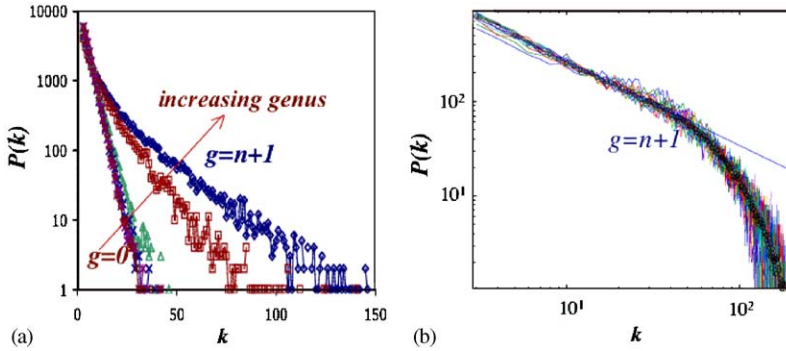 10000
1000
100
10
1
P(k)
increasing genus
g=n+1
g=0
0 50 100 150
(a) k
(b)
10²
10¹
P(k)
g=n+1
10¹ 10²
k